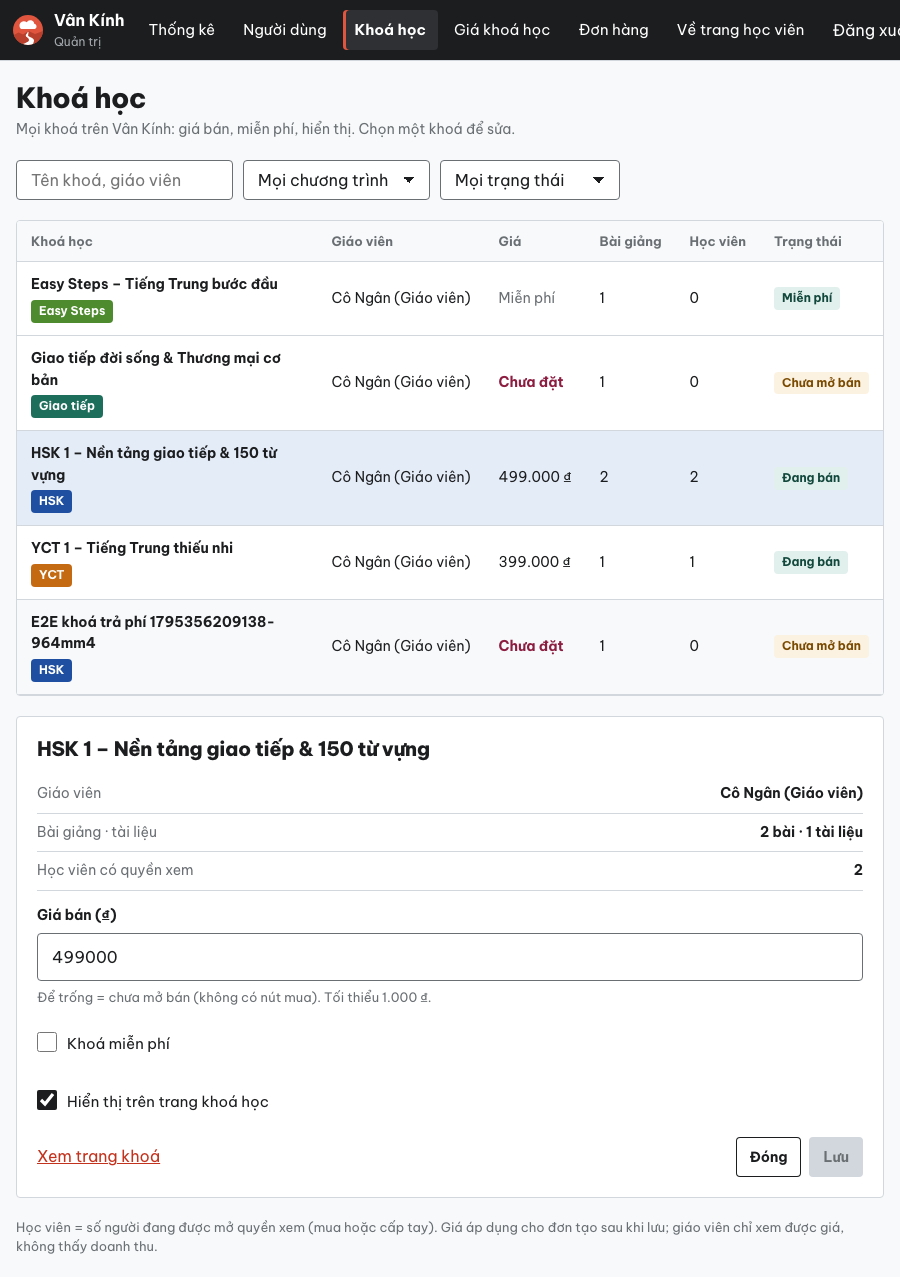 Vân Kính
Quản trị
Thống kê
Người dùng
Khoá học
Giá khoá học
Đơn hàng
Về trang học viên
Khoá học
Mọi khoá trên Vân Kính: giá bán, miễn phí, hiển thị. Chọn một khoá để sửa.
Tên khoá, giáo viên
Mọi chương trình
Mọi trạng thái
Khoá học Giáo viên Giá Bài giảng Học viên Trạng thái
Easy Steps – Tiếng Trung bước đầu
Easy Steps
Cô Ngân (Giáo viên) Miễn phí 1 0 Miễn phí
Giao tiếp đời sống & Thương mại cơ
bản
Giao tiếp
Cô Ngân (Giáo viên) Chưa đặt 1 0 Chưa mở bán
HSK 1 – Nền tảng giao tiếp & 150 từ
vựng
HSK
Cô Ngân (Giáo viên) 499.000 ₫ 2 2 Đang bán
YCT 1 – Tiếng Trung thiếu nhi
YCT
Cô Ngân (Giáo viên) 399.000 ₫ 1 1 Đang bán
E2E khoá trả phí 1795356209138-
964mm4
HSK
Cô Ngân (Giáo viên) Chưa đặt 1 0 Chưa mở bán
HSK 1 – Nền tảng giao tiếp & 150 từ vựng
Giáo viên Cô Ngân (Giáo viên)
Bài giảng · tài liệu 2 bài · 1 tài liệu
Học viên có quyền xem 2
Giá bán (₫)
499000
Để trống = chưa mở bán (không có nút mua). Tối thiểu 1.000 ₫.
Khoá miễn phí
Hiển thị trên trang khoá học
Xem trang khoá
Đóng
Lưu
Học viên = số người đang được mở quyền xem (mua hoặc cấp tay). Giá áp dụng cho đơn tạo sau khi lưu; giáo viên chỉ xem được giá,
không thấy doanh thu.